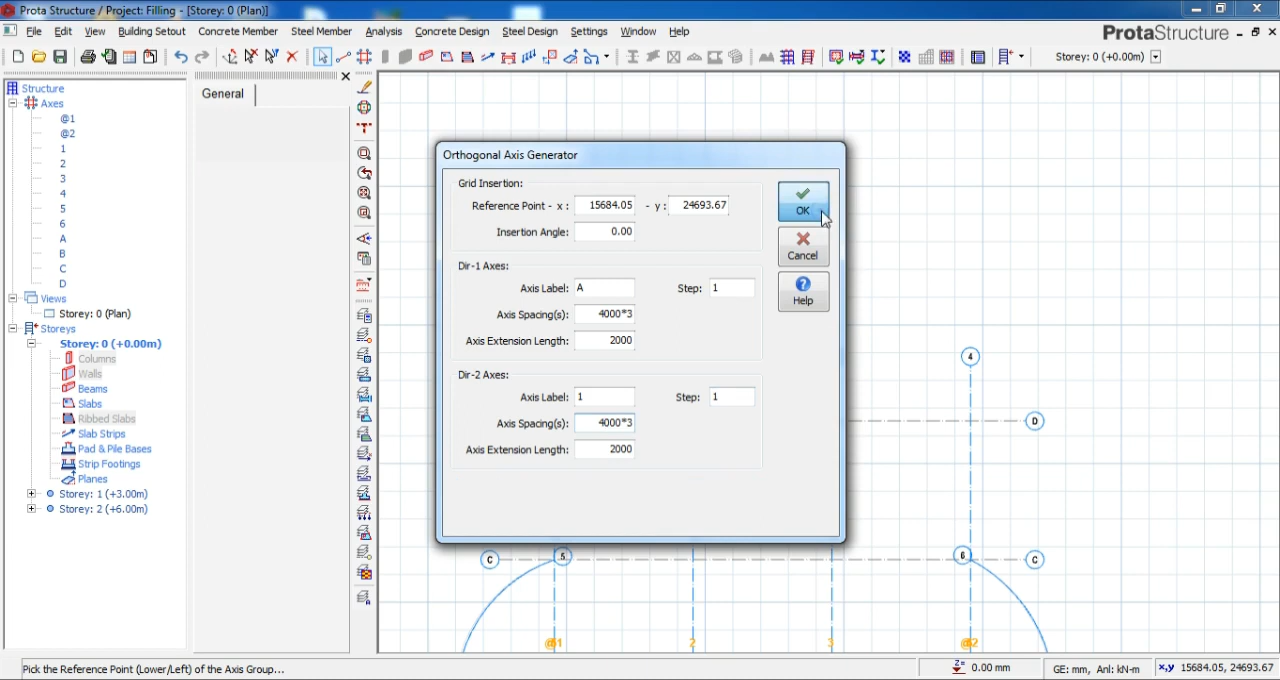 Prota Structure / Project: Filling - [Storey: 0 (Plan)]
File Edit View Building Setout Concrete Member Steel Member Analysis Concrete Design Steel Design Settings Window Help
ProtaStructure
Storey: 0 (+0.00m)
Structure
Axes
@1
@2
1
2
3
4
5
6
A
B
C
D
Views
Storey: 0 (Plan)
Storeys
Storey: 0 (+0.00m)
Columns
Walls
Beams
Slabs
Ribbed Slabs
Slab Strips
Pad & Pile Bases
Strip Footings
Planes
Storey: 1 (+3.00m)
Storey: 2 (+6.00m)
General
Orthogonal Axis Generator
Grid Insertion:
Reference Point - x : 15684.05 - y : 24693.67
Insertion Angle: 0.00
Dir-1 Axes:
Axis Label: A Step: 1
Axis Spacing(s): 4000*3
Axis Extension Length: 2000
Dir-2 Axes:
Axis Label: 1 Step: 1
Axis Spacing(s): 4000*3
Axis Extension Length: 2000
OK
Cancel
Help
4
D
C 5 6 C
@1 2 3 @2
Pick the Reference Point (Lower/Left) of the Axis Group...
Z= 0.00 mm
GE: mm, Anl: kN-m
x,y 15684.05, 24693.67